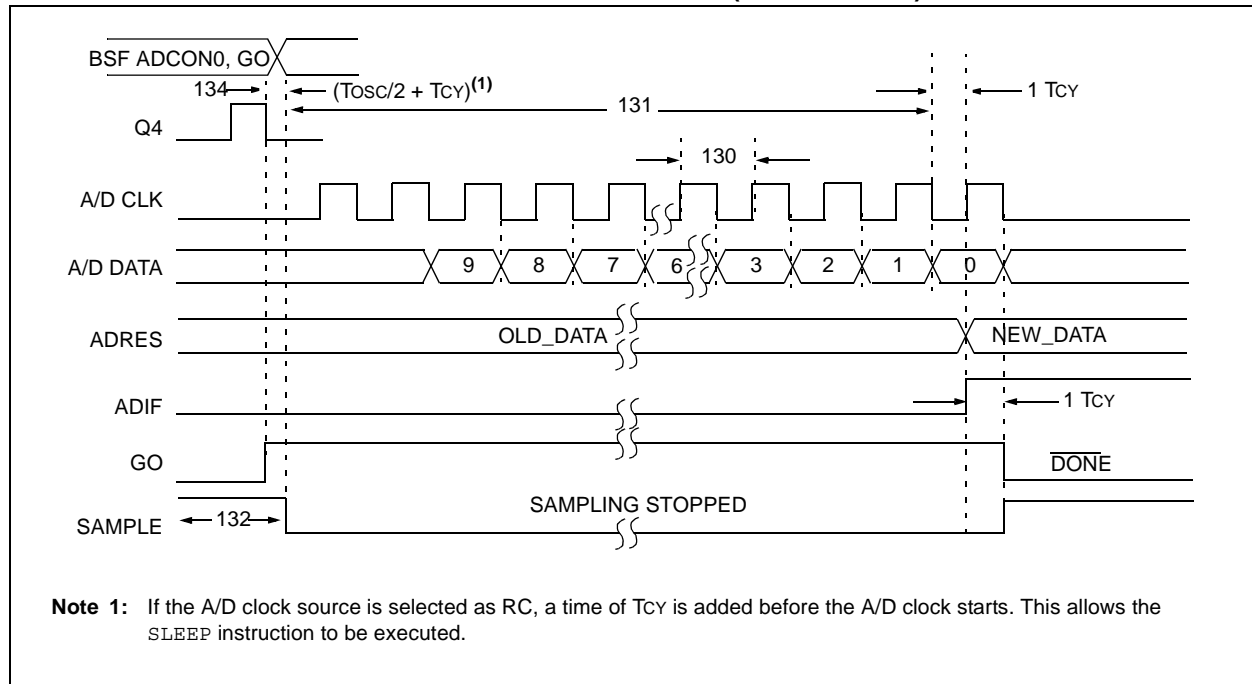 BSF ADCON0, GO
134 (TOSC/2 + TCY)(1) 131 1 TCY
Q4
130
A/D CLK
A/D DATA 9 8 7 6 3 2 1 0
ADRES OLD_DATA NEW_DATA
ADIF 1 TCY
GO DONE
SAMPLE 132 SAMPLING STOPPED
Note 1: If the A/D clock source is selected as RC, a time of TCY is added before the A/D clock starts. This allows the
SLEEP instruction to be executed.